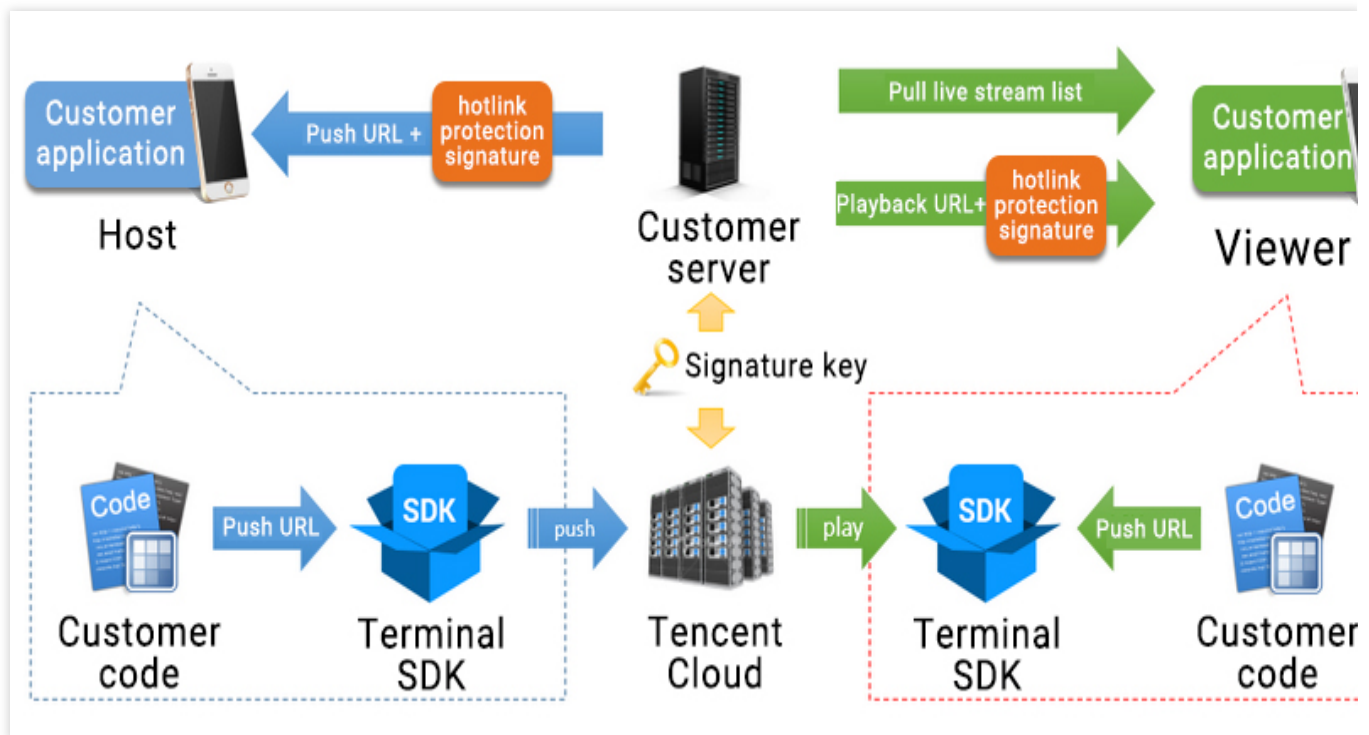 Customer
application
Host
Push URL +
hotlink
protection
signature
Customer
server
Pull live stream list
Playback URL+
hotlink
protection
signature
Customer
application
Viewer
Signature key
Code
Customer
code
Push URL
SDK
Terminal
SDK
push
Tencent
Cloud
play
SDK
Terminal
SDK
Push URL
Code
Customer
code